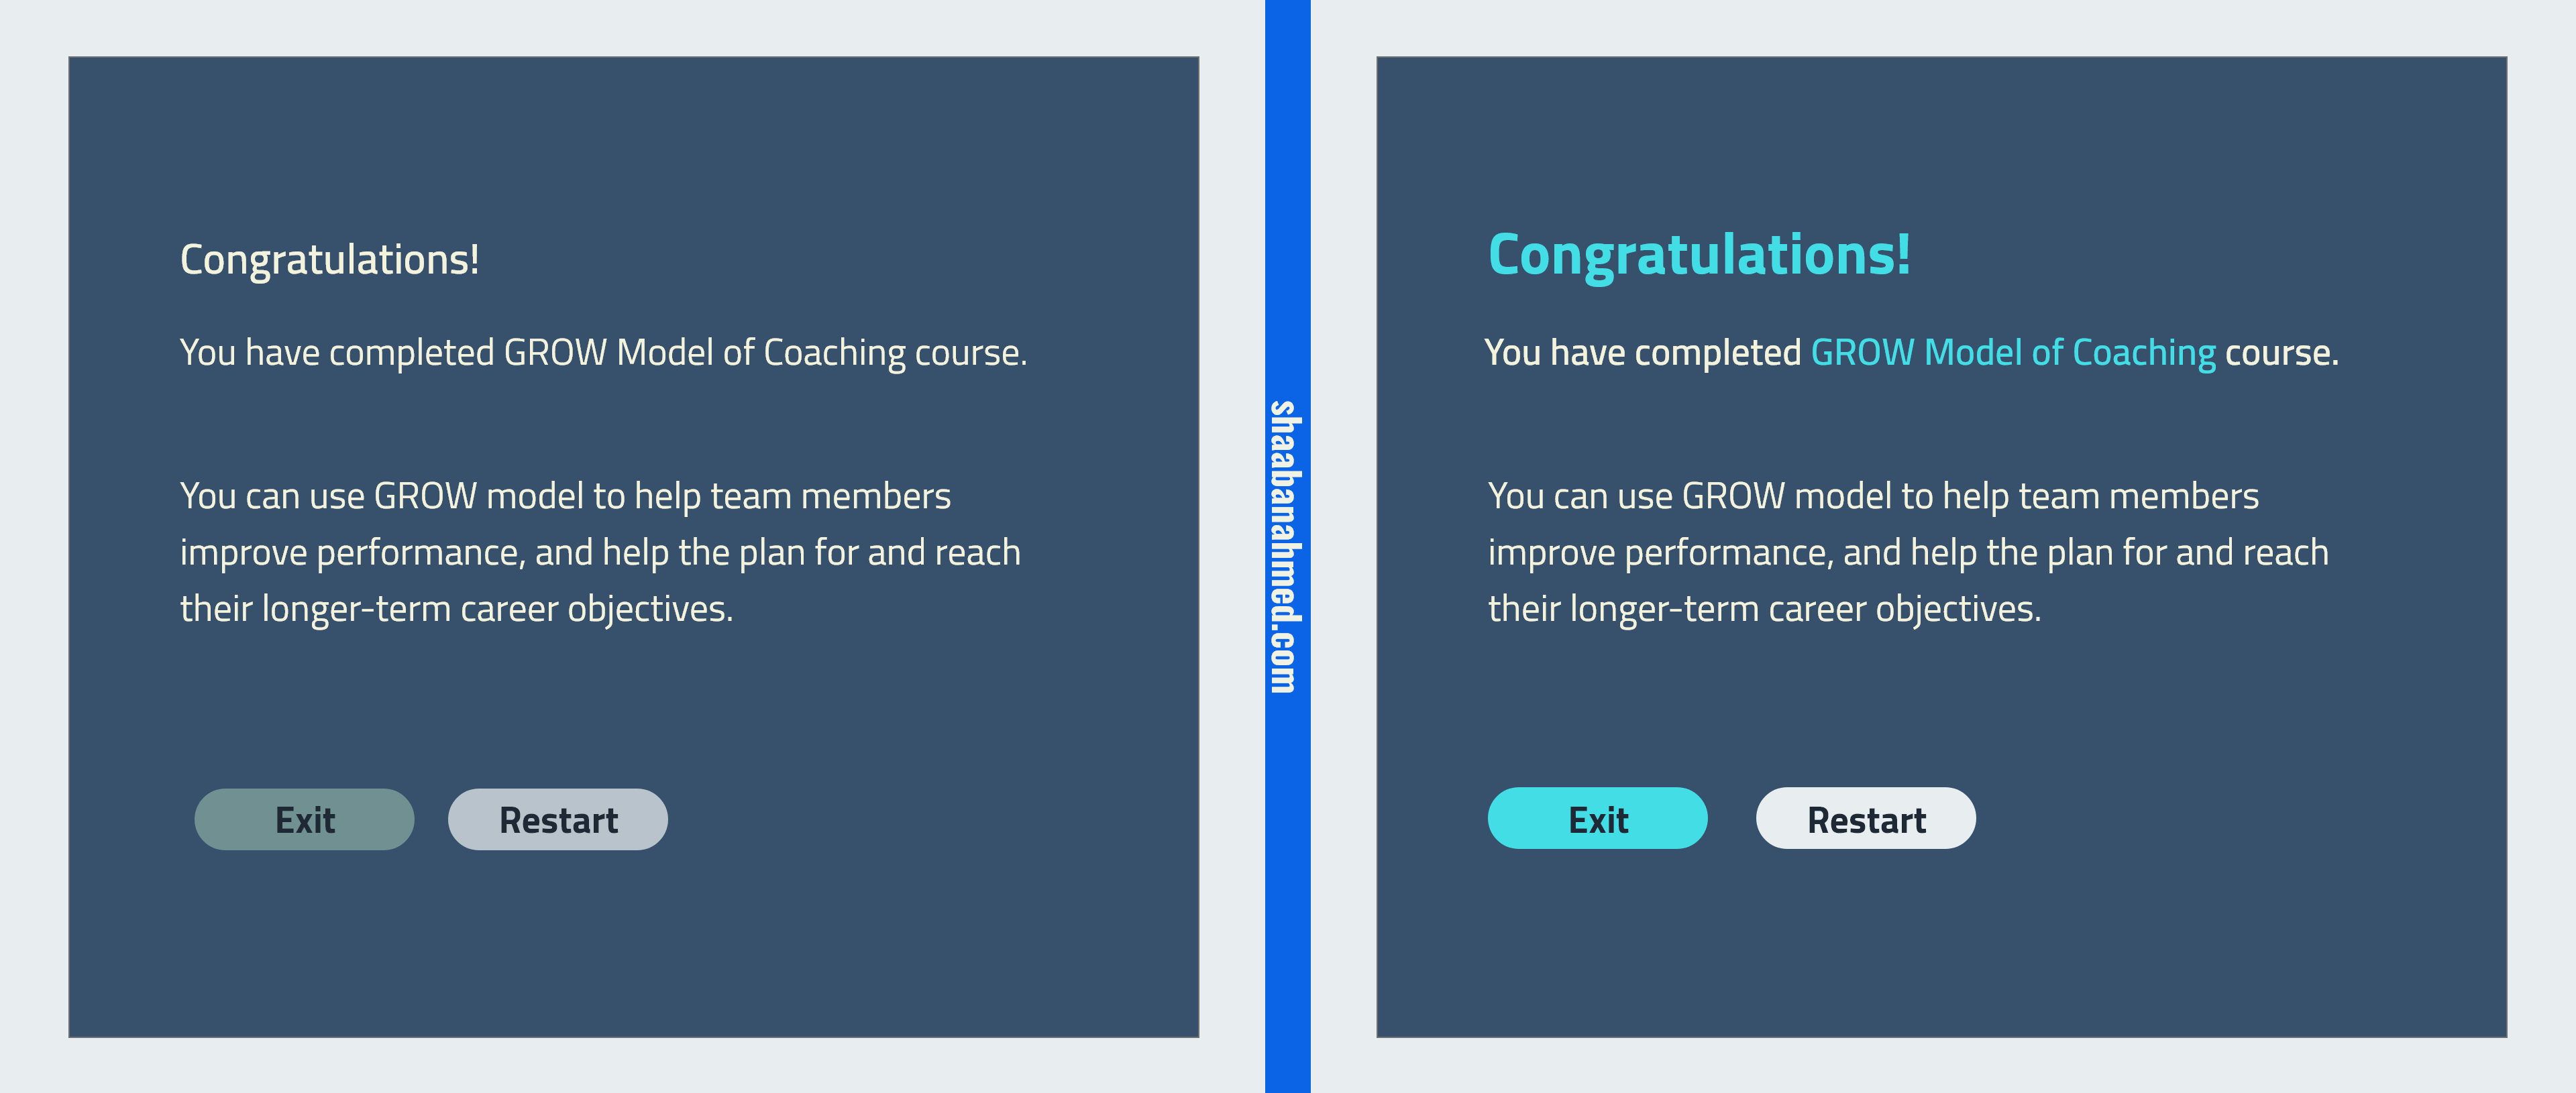 Congratulations!
You have completed GROW Model of Coaching course.
You can use GROW model to help team members
improve performance, and help the plan for and reach
their longer-term career objectives.
Exit
Restart
shaabanahmed.com
Congratulations!
You have completed GROW Model of Coaching course.
You can use GROW model to help team members
improve performance, and help the plan for and reach
their longer-term career objectives.
Exit
Restart